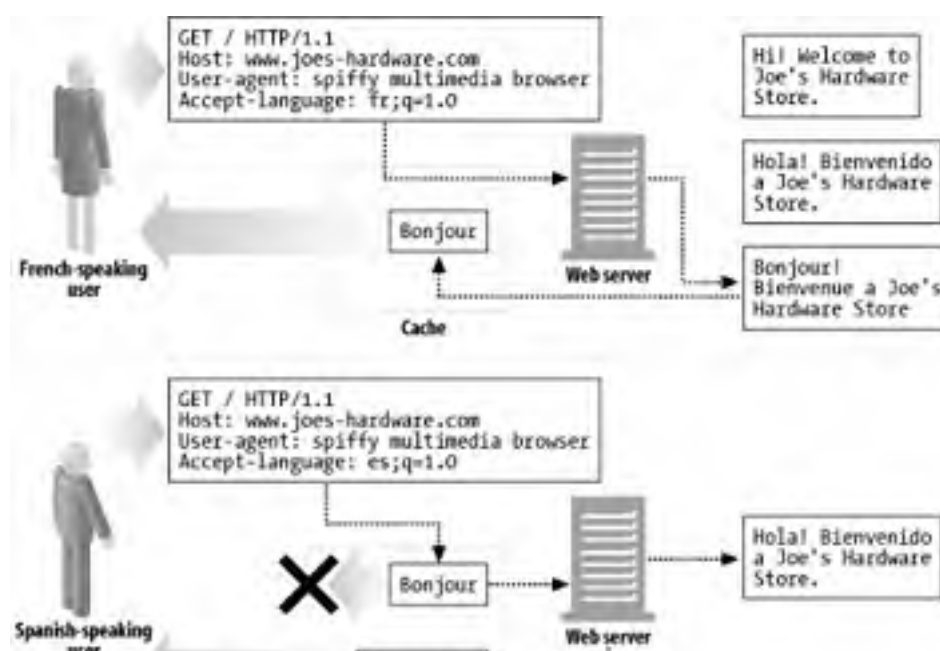 GET / HTTP/1.1
Host: www.joes-hardware.com
User-agent: spiffy multimedia browser
Accept-language: fr;q=1.0
Hi! Welcome to
Joe's Hardware
Store.
Hola! Bienvenido
a Joe's Hardware
Store.
Bonjour
French-speaking
user
Web server
Bonjour!
Bienvenue a Joe's
Hardware Store
Cache
GET / HTTP/1.1
Host: www.joes-hardware.com
User-agent: spiffy multimedia browser
Accept-language: es;q=1.0
Bonjour
Hola! Bienvenido
a Joe's Hardware
Store.
Spanish-speaking
user
Web server